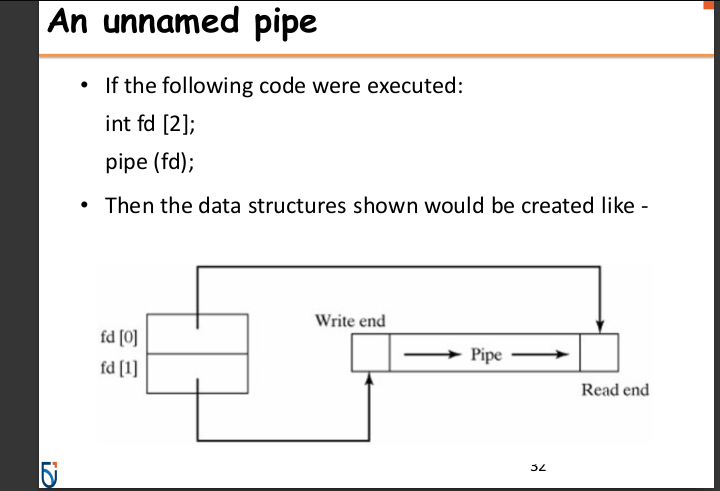 An unnamed pipe
• If the following code were executed:
int fd [2];
pipe (fd);
• Then the data structures shown would be created like -
Write end
fd [0]
Pipe
fd [1]
Read end